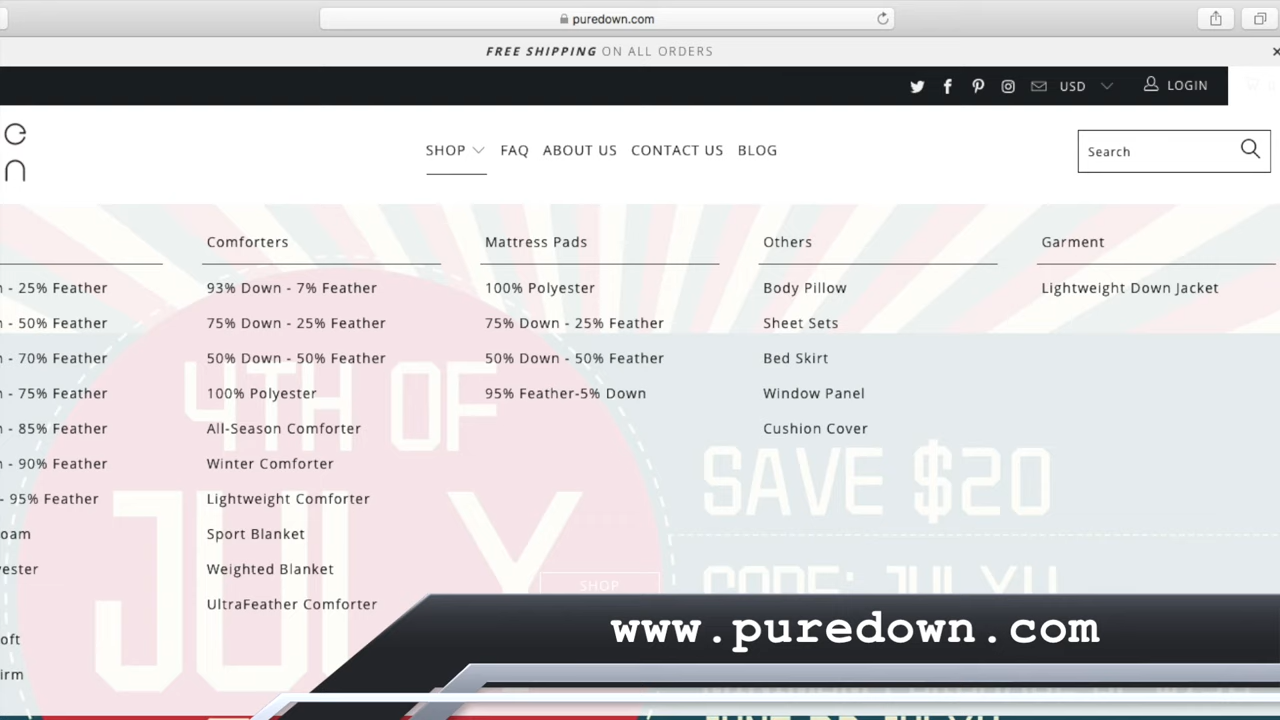 puredown.com
FREE SHIPPING ON ALL ORDERS
USD
LOGIN
SHOP FAQ ABOUT US CONTACT US BLOG
Search
- 25% Feather
- 50% Feather
- 70% Feather
- 75% Feather
- 85% Feather
- 90% Feather
- 95% Feather
Comforters
93% Down - 7% Feather
75% Down - 25% Feather
50% Down - 50% Feather
100% Polyester
All-Season Comforter
Winter Comforter
Lightweight Comforter
Sport Blanket
Weighted Blanket
UltraFeather Comforter
Mattress Pads
100% Polyester
75% Down - 25% Feather
50% Down - 50% Feather
95% Feather-5% Down
Others
Body Pillow
Sheet Sets
Bed Skirt
Window Panel
Cushion Cover
Garment
Lightweight Down Jacket
4TH OF
JULY
SAVE $20
SHOP
www.puredown.com